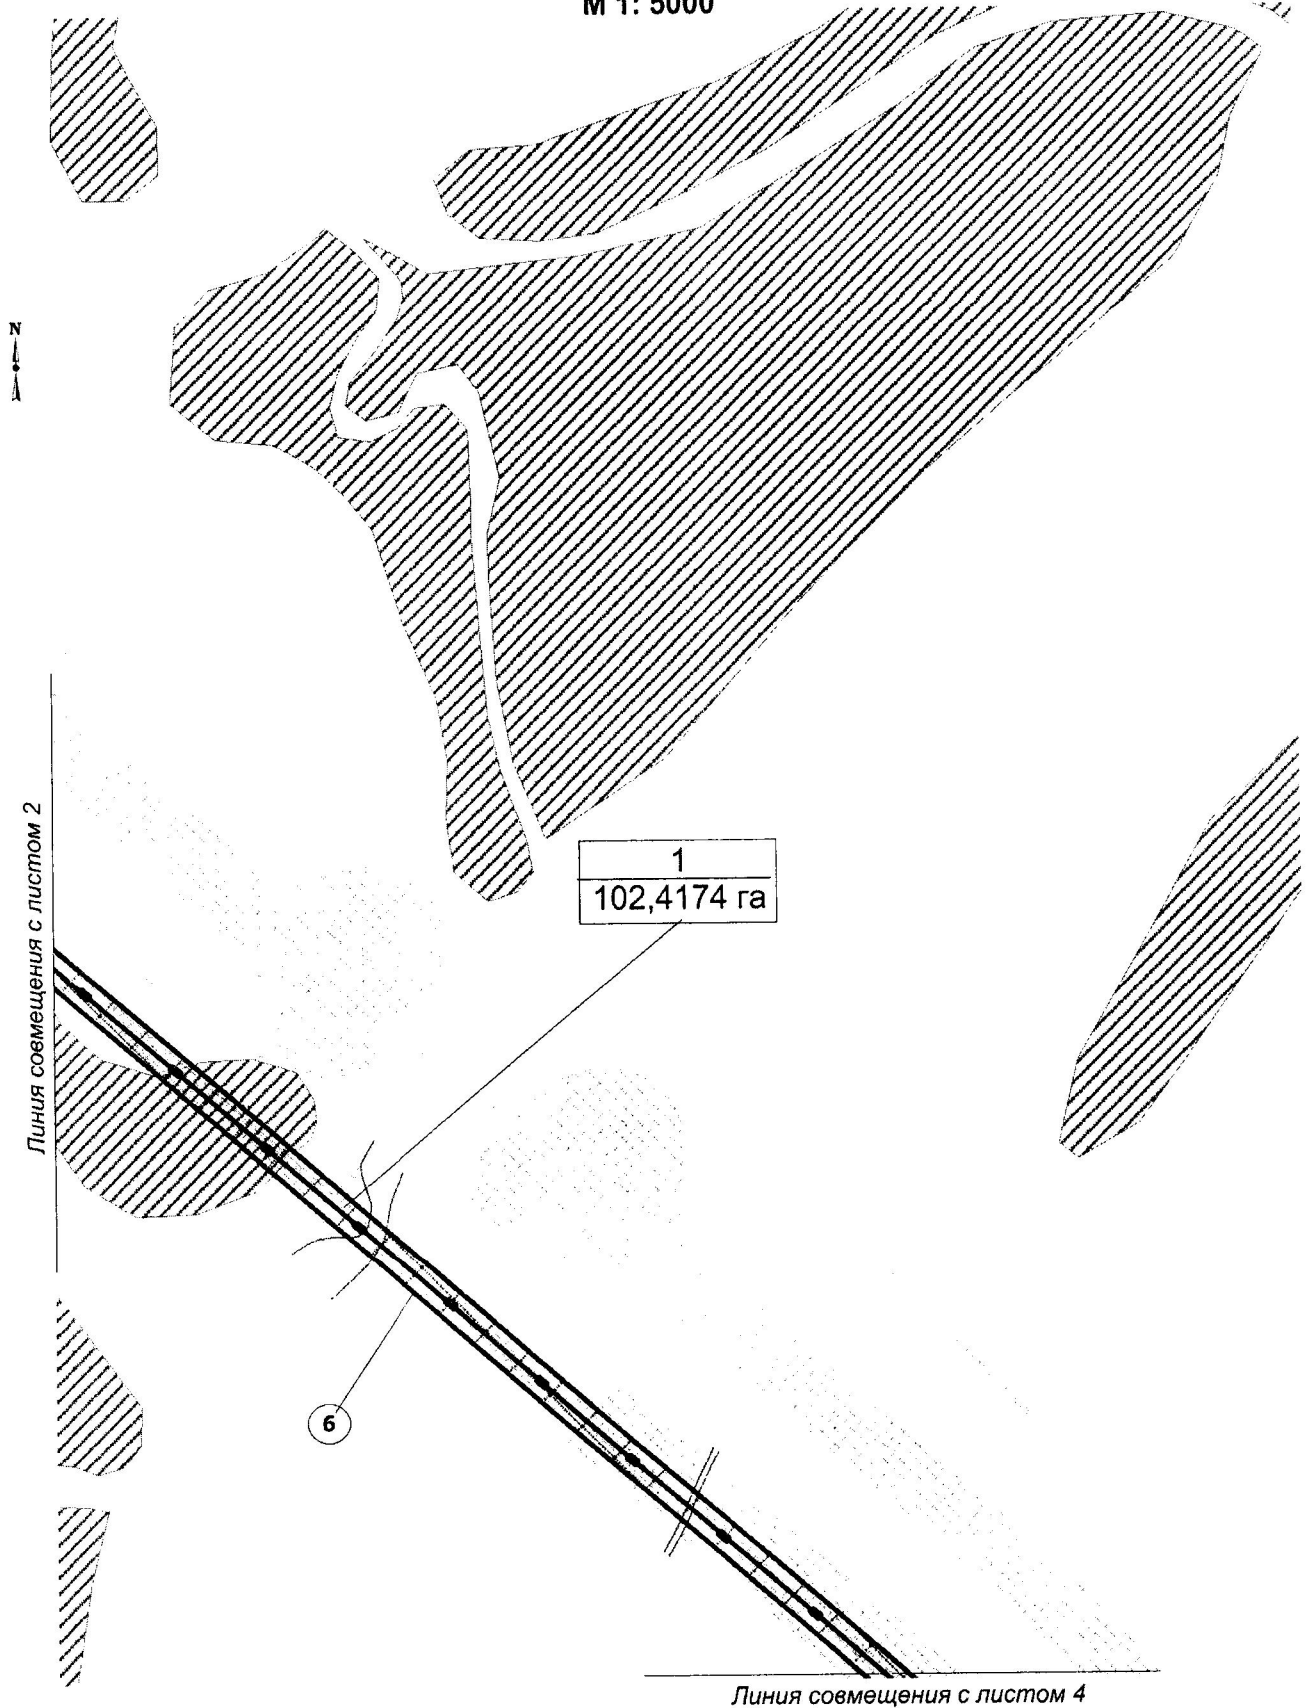 М 1: 5000
N
Линия совмещения с листом 2
1
102,4174 га
6
Линия совмещения с листом 4